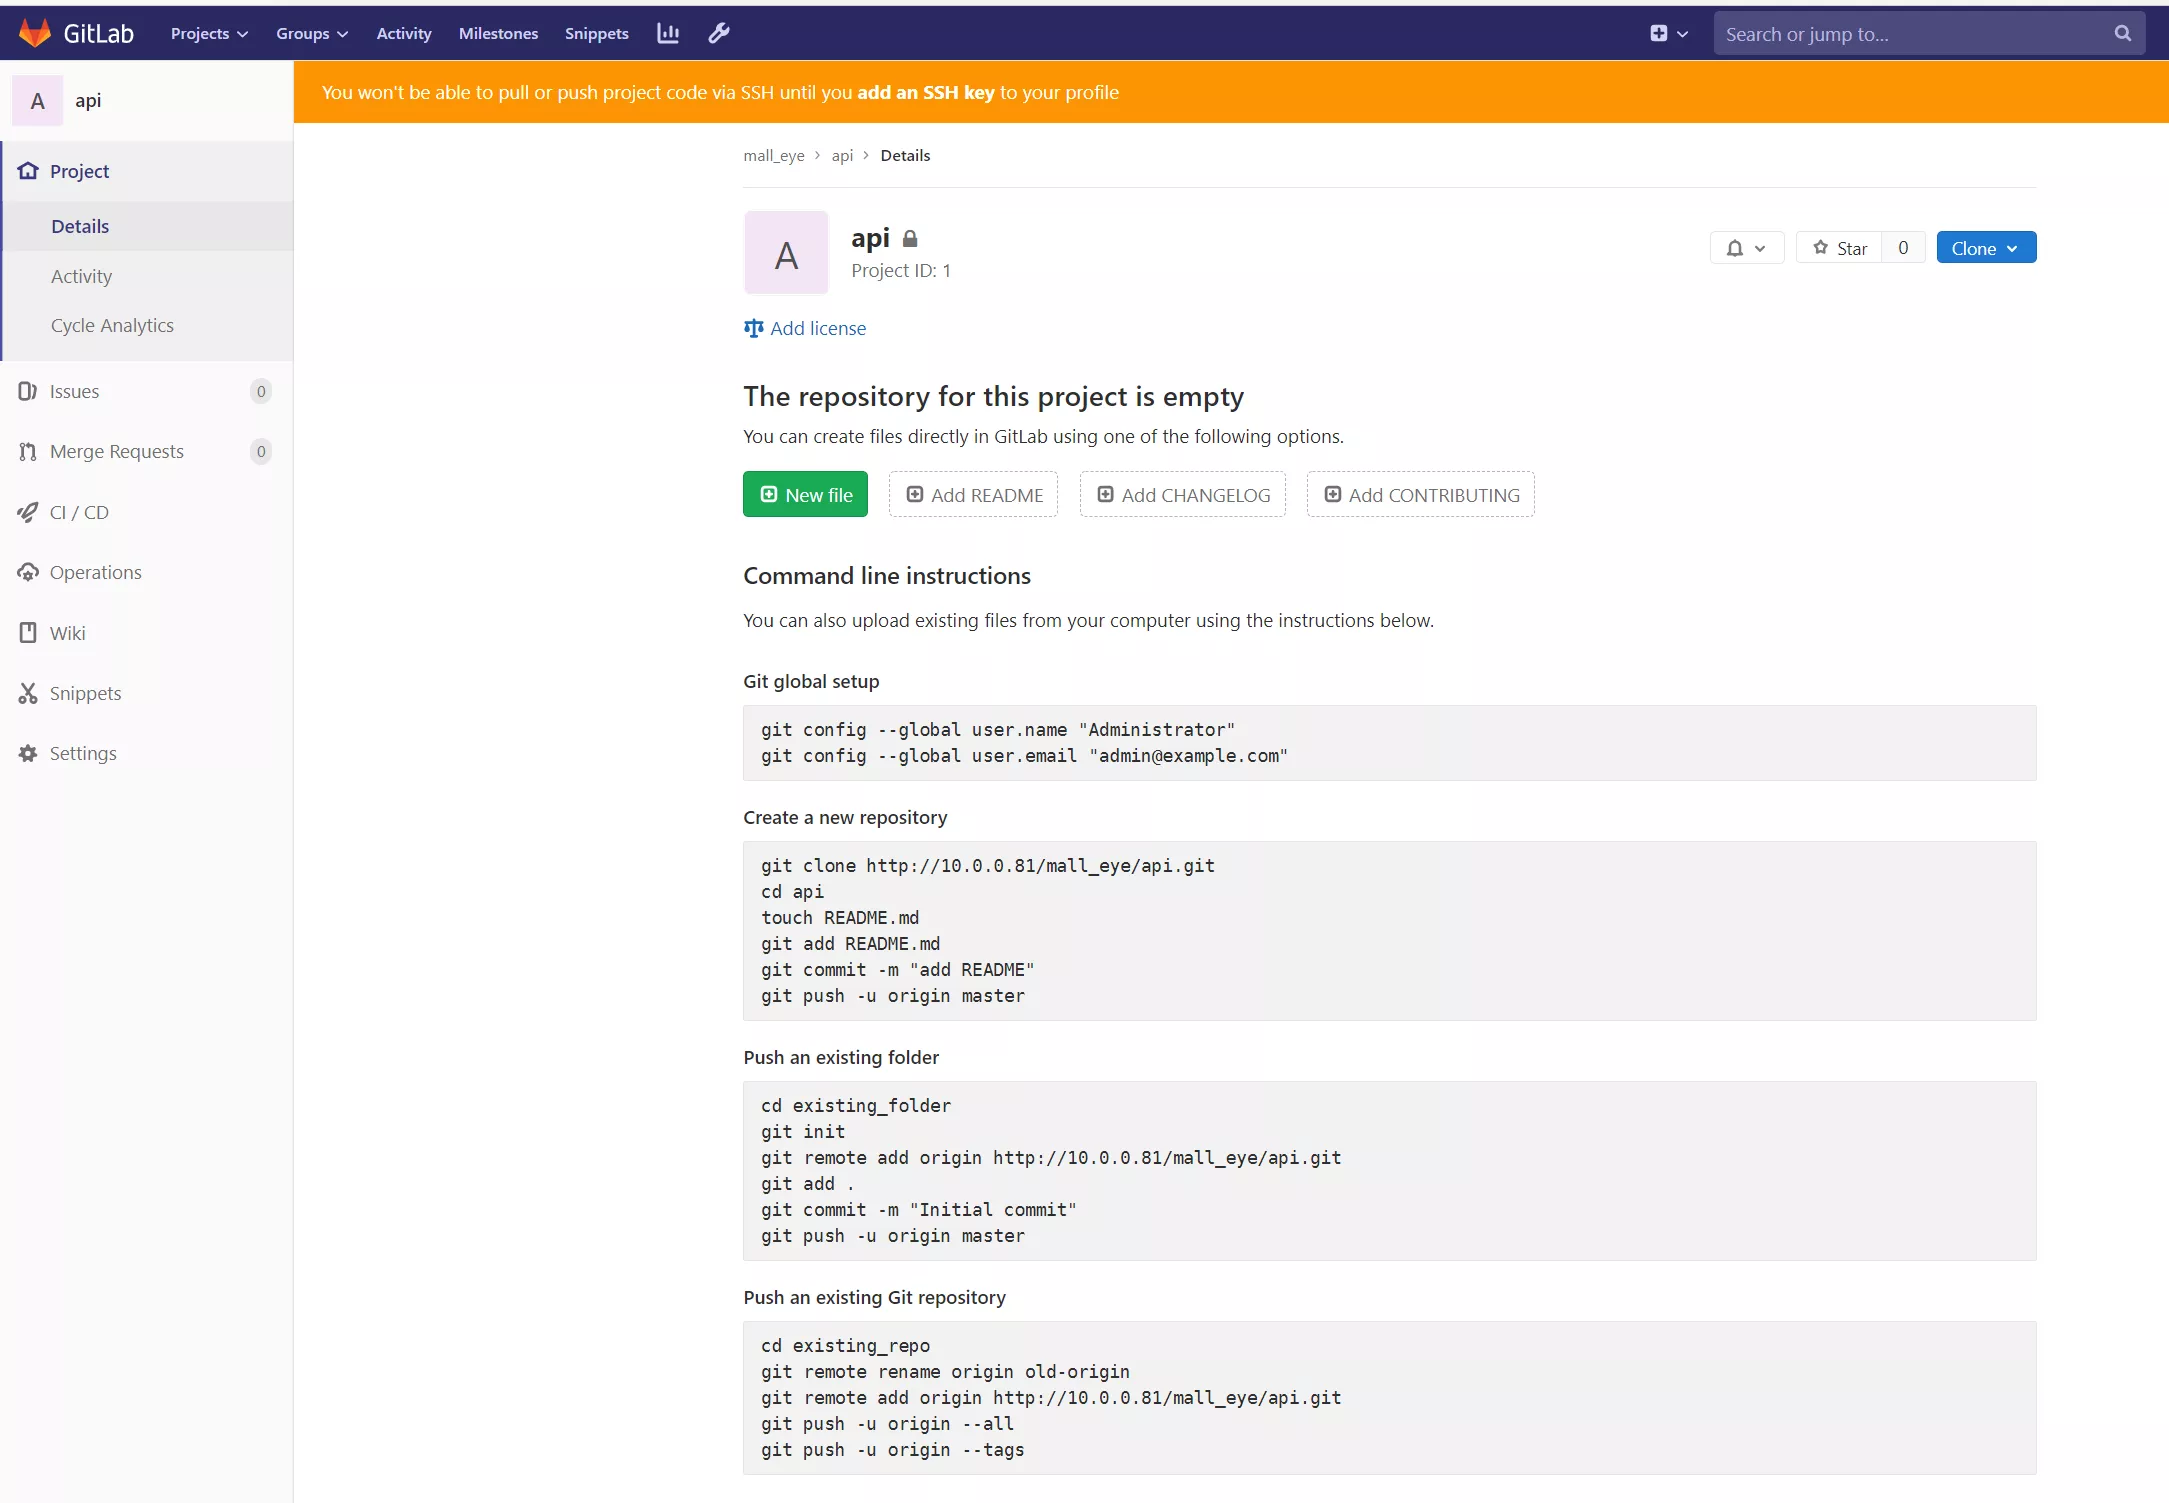 GitLab Projects Groups Activity Milestones Snippets Search or jump to...
A api
You won't be able to pull or push project code via SSH until you add an SSH key to your profile
Project
Details
Activity
Cycle Analytics
Issues 0
Merge Requests 0
CI / CD
Operations
Wiki
Snippets
Settings
mall_eye › api › Details
A
api
Project ID: 1
Star 0
Clone
Add license
The repository for this project is empty
You can create files directly in GitLab using one of the following options.
New file Add README Add CHANGELOG Add CONTRIBUTING
Command line instructions
You can also upload existing files from your computer using the instructions below.
Git global setup
git config --global user.name "Administrator"
git config --global user.email "admin@example.com"
Create a new repository
git clone http://10.0.0.81/mall_eye/api.git
cd api
touch README.md
git add README.md
git commit -m "add README"
git push -u origin master
Push an existing folder
cd existing_folder
git init
git remote add origin http://10.0.0.81/mall_eye/api.git
git add .
git commit -m "Initial commit"
git push -u origin master
Push an existing Git repository
cd existing_repo
git remote rename origin old-origin
git remote add origin http://10.0.0.81/mall_eye/api.git
git push -u origin --all
git push -u origin --tags